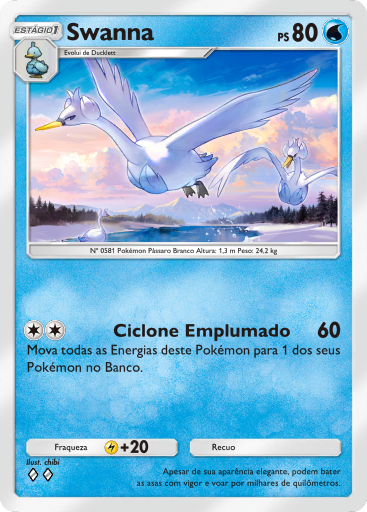 ESTÁGIO 1
Swanna
PS 80
Evolui de Ducklett
Nº 0581 Pokémon Pássaro Branco Altura: 1,3 m Peso: 24,2 kg
Ciclone Emplumado 60
Mova todas as Energias deste Pokémon para 1 dos seus
Pokémon no Banco.
Fraqueza +20
Recuo
Ilust. chibi
Apesar de sua aparência elegante, podem bater
as asas com vigor e voar por milhares de quilômetros.